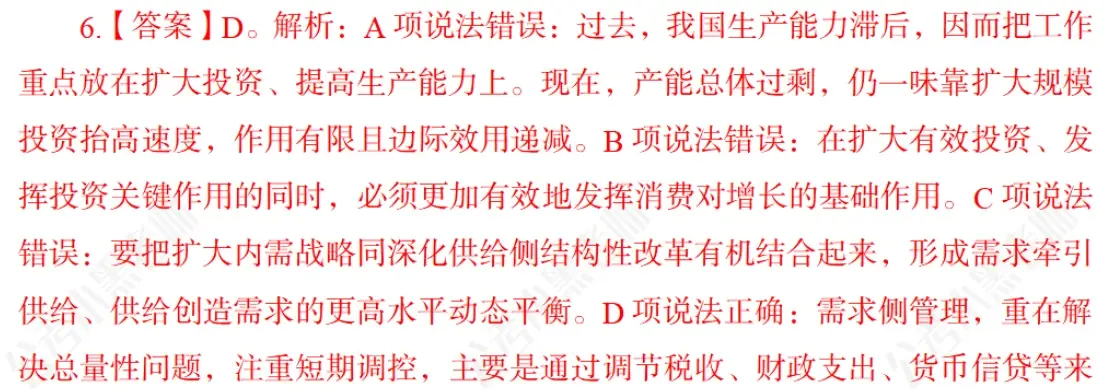 6.【答案】D。解析：A 项说法错误：过去，我国生产能力滞后，因而把工作
重点放在扩大投资、提高生产能力上。现在，产能总体过剩，仍一味靠扩大规模
投资抬高速度，作用有限且边际效用递减。B 项说法错误：在扩大有效投资、发
挥投资关键作用的同时，必须更加有效地发挥消费对增长的基础作用。C 项说法
错误：要把扩大内需战略同深化供给侧结构性改革有机结合起来，形成需求牵引
供给、供给创造需求的更高水平动态平衡。D 项说法正确：需求侧管理，重在解
决总量性问题，注重短期调控，主要是通过调节税收、财政支出、货币信贷等来